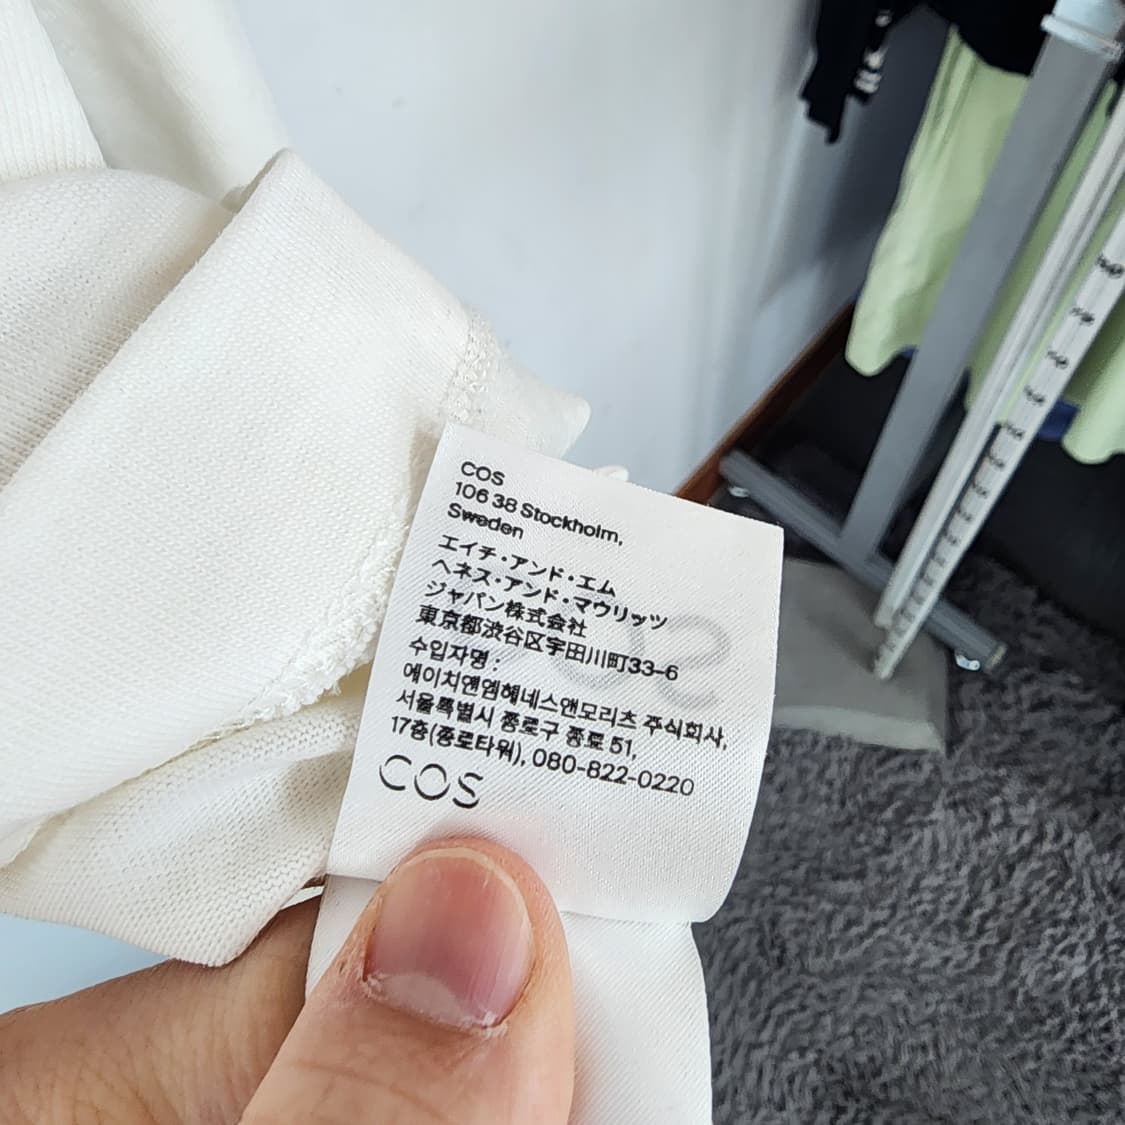 COS
106 38 Stockholm,
Sweden
エイチ・アンド・エム
ヘネス・アンド・マウリッツ
ジャパン株式会社
東京都渋谷区宇田川町33-6
수입자명 :
에이치앤엠헤네스앤모리츠 주식회사,
서울특별시 종로구 종로 51,
17층(종로타워), 080-822-0220
COS